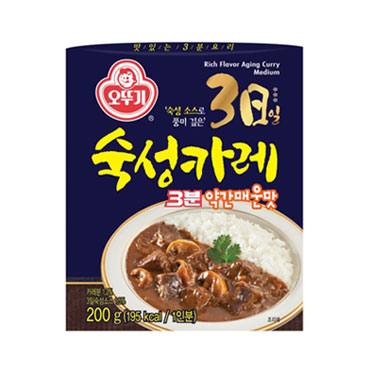 맛있는3분요리
Rich Flavor Aging Curry
Medium
오뚜기
®
'숙성 소스로
풍미 깊은'
3日일
숙성카레
3분 약간매운맛
200 g (195 kcal / 1인분)
조리예